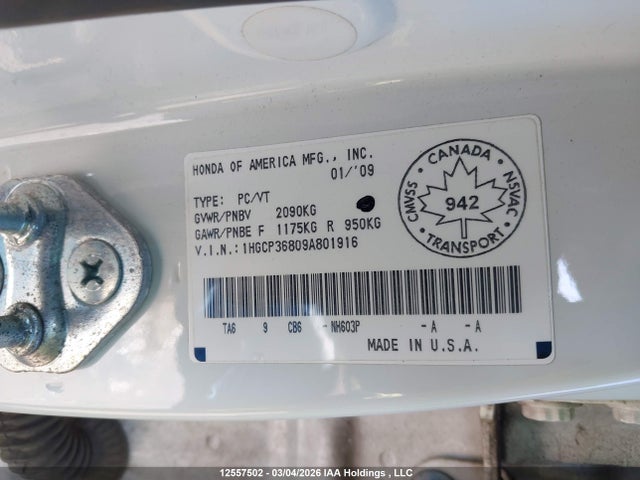 HONDA OF AMERICA MFG., INC.
01/'09
TYPE: PC/VT
GVWR/PNBV 2090KG
GAWR/PNBE F 1175KG R 950KG
V.I.N.: 1HGCP36809A801916
CANADA
CMVSS
942
NSVAC
TRANSPORT
TA6 9 CB6 - NH603P -A -A
MADE IN U.S.A.
12557502 - 03/04/2026 IAA Holdings , LLC